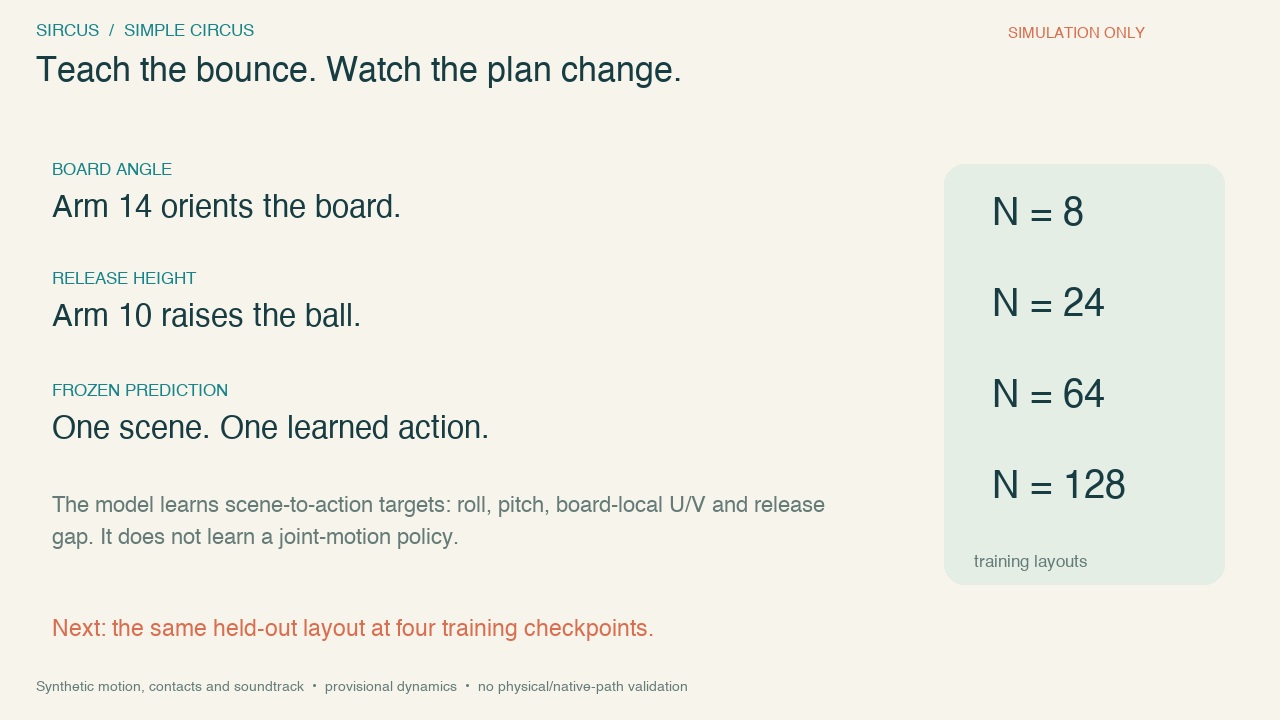 SIRCUS / SIMPLE CIRCUS
SIMULATION ONLY
Teach the bounce. Watch the plan change.
BOARD ANGLE
Arm 14 orients the board.
RELEASE HEIGHT
Arm 10 raises the ball.
FROZEN PREDICTION
One scene. One learned action.
The model learns scene-to-action targets: roll, pitch, board-local U/V and release
gap. It does not learn a joint-motion policy.
Next: the same held-out layout at four training checkpoints.
N = 8
N = 24
N = 64
N = 128
training layouts
Synthetic motion, contacts and soundtrack • provisional dynamics • no physical/native-path validation